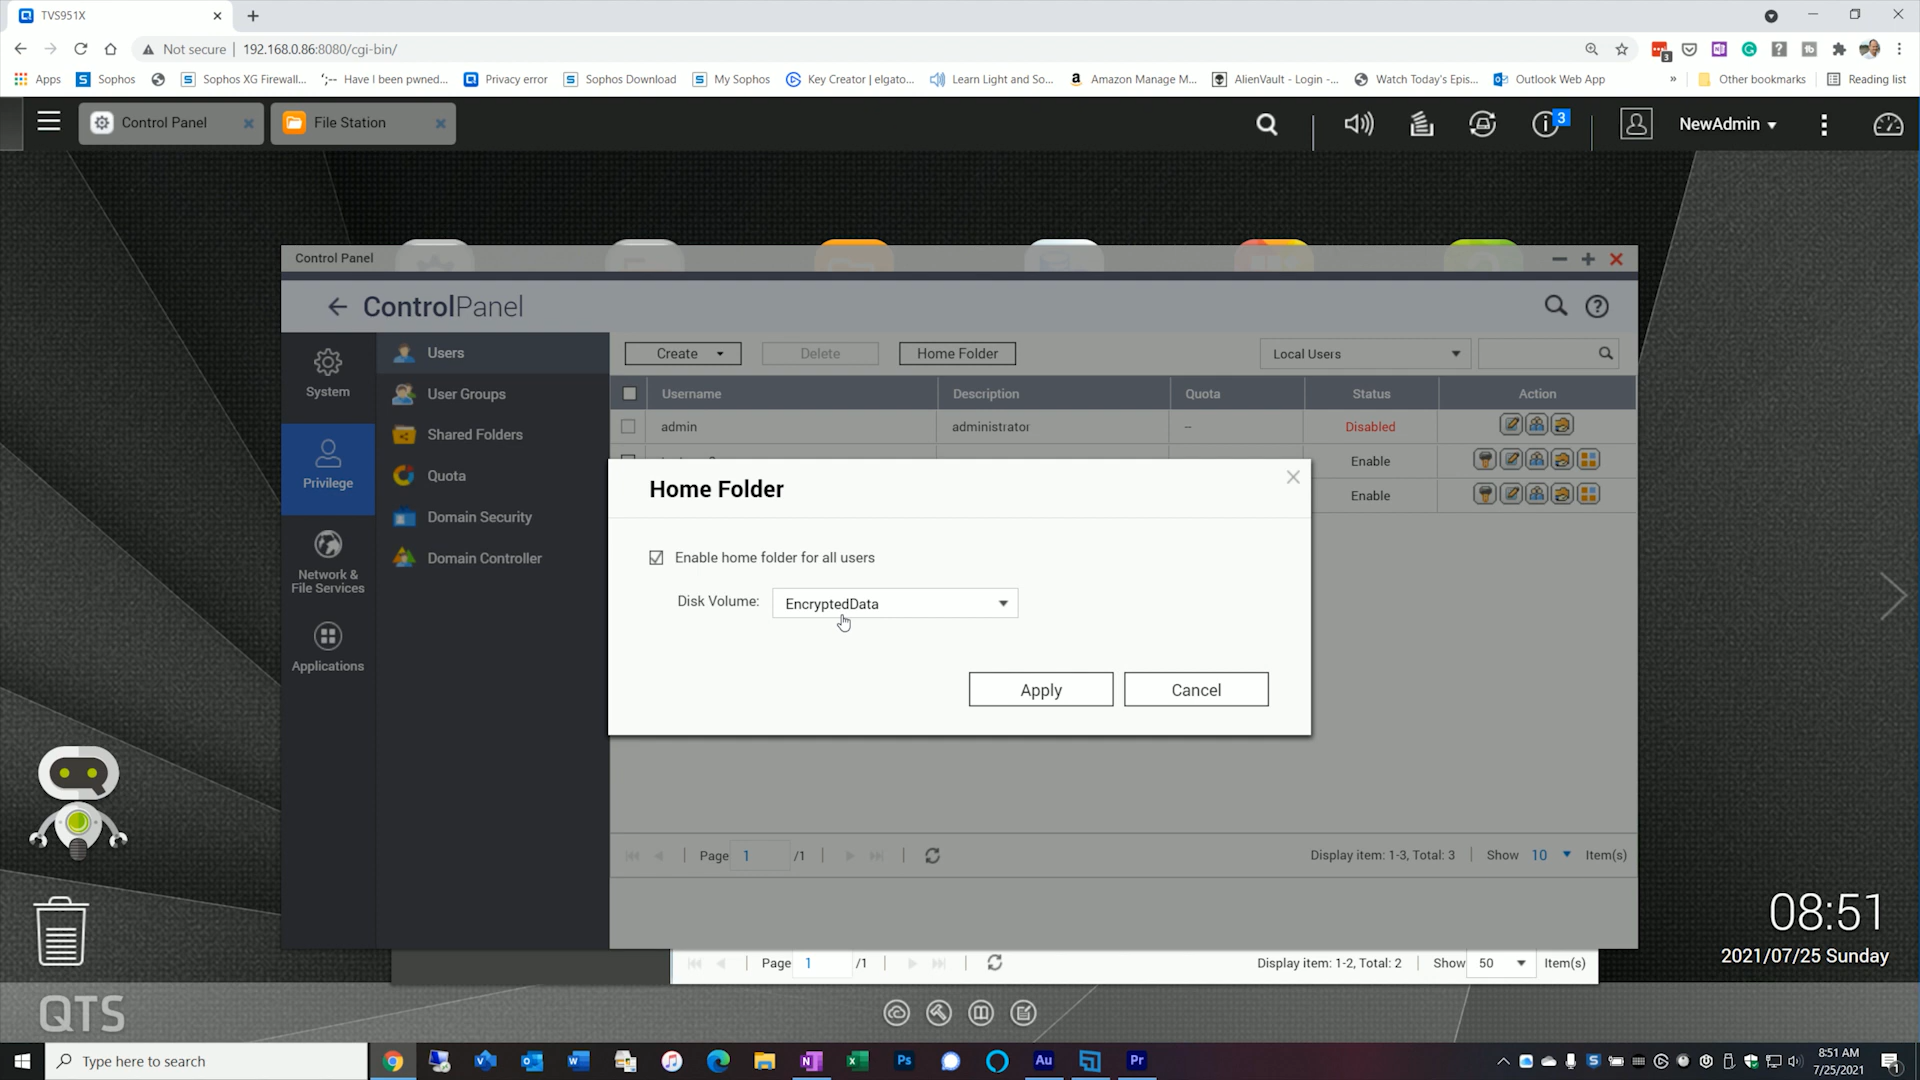 TVS951X
Not secure
192.168.0.86:8080/cgi-bin/
3
Apps
Sophos
Sophos XG Firewall...
Have I been pwned...
Privacy error
Sophos Download
My Sophos
Key Creator | elgato...
Learn Light and So...
Amazon Manage M...
AlienVault - Login -...
Watch Today's Epis...
Outlook Web App
»
Other bookmarks
Reading list
Control Panel
File Station
3
NewAdmin
Control Panel
ControlPanel
System
Privilege
Network &
File Services
Applications
Users
User Groups
Shared Folders
Quota
Domain Security
Domain Controller
Create
Delete
Home Folder
Local Users
Username
Description
Quota
Status
Action
admin
administrator
--
Disabled
Enable
Enable
Home Folder
Enable home folder for all users
Disk Volume:
EncryptedData
Apply
Cancel
Page
1
/1
Display item: 1-3, Total: 3
Show
10
Item(s)
Page
1
/1
Display item: 1-2, Total: 2
Show
50
Item(s)
08:51
2021/07/25 Sunday
QTS
Type here to search
Ps
Au
Pr
8:51 AM
7/25/2021
1